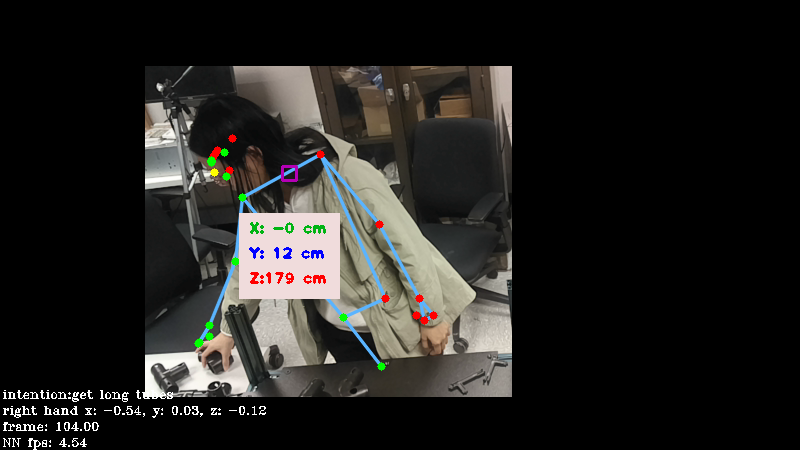 X: -0 cm
Y: 12 cm
Z:179 cm
intention:get long tubes
right hand x: -0.54, y: 0.03, z: -0.12
frame: 104.00
NN fps: 4.54